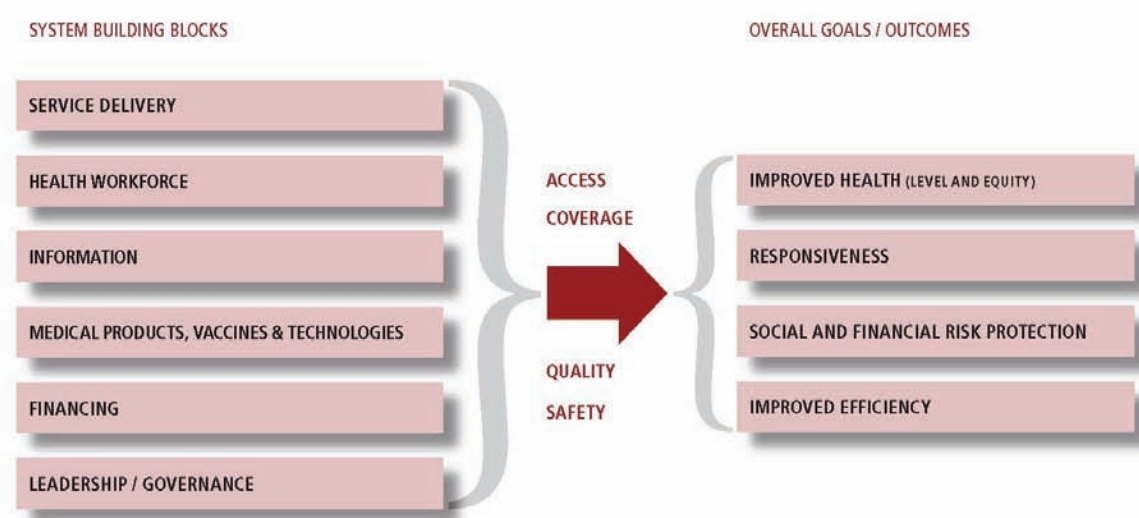 SYSTEM BUILDING BLOCKS
SERVICE DELIVERY
HEALTH WORKFORCE
INFORMATION
MEDICAL PRODUCTS, VACCINES & TECHNOLOGIES
FINANCING
LEADERSHIP / GOVERNANCE
ACCESS
COVERAGE
QUALITY
SAFETY
OVERALL GOALS / OUTCOMES
IMPROVED HEALTH (LEVEL AND EQUITY)
RESPONSIVENESS
SOCIAL AND FINANCIAL RISK PROTECTION
IMPROVED EFFICIENCY